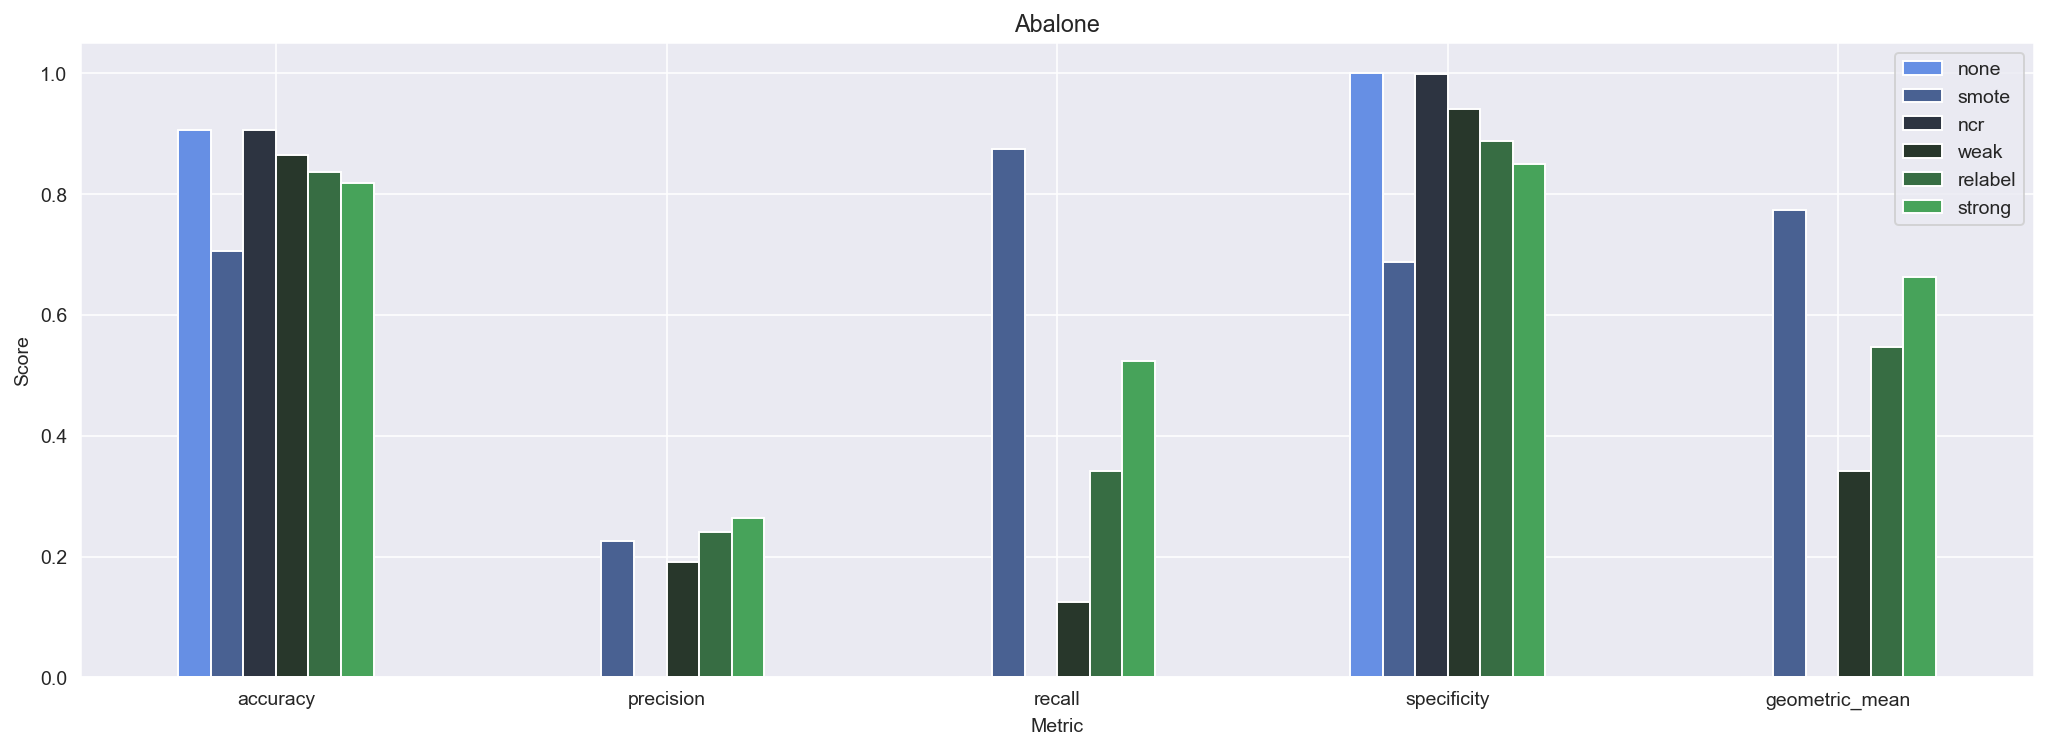 Abalone
1.0
0.8
0.6
0.4
0.2
0.0
Score
none
smote
ncr
weak
relabel
strong
accuracy
precision
recall
specificity
geometric_mean
Metric